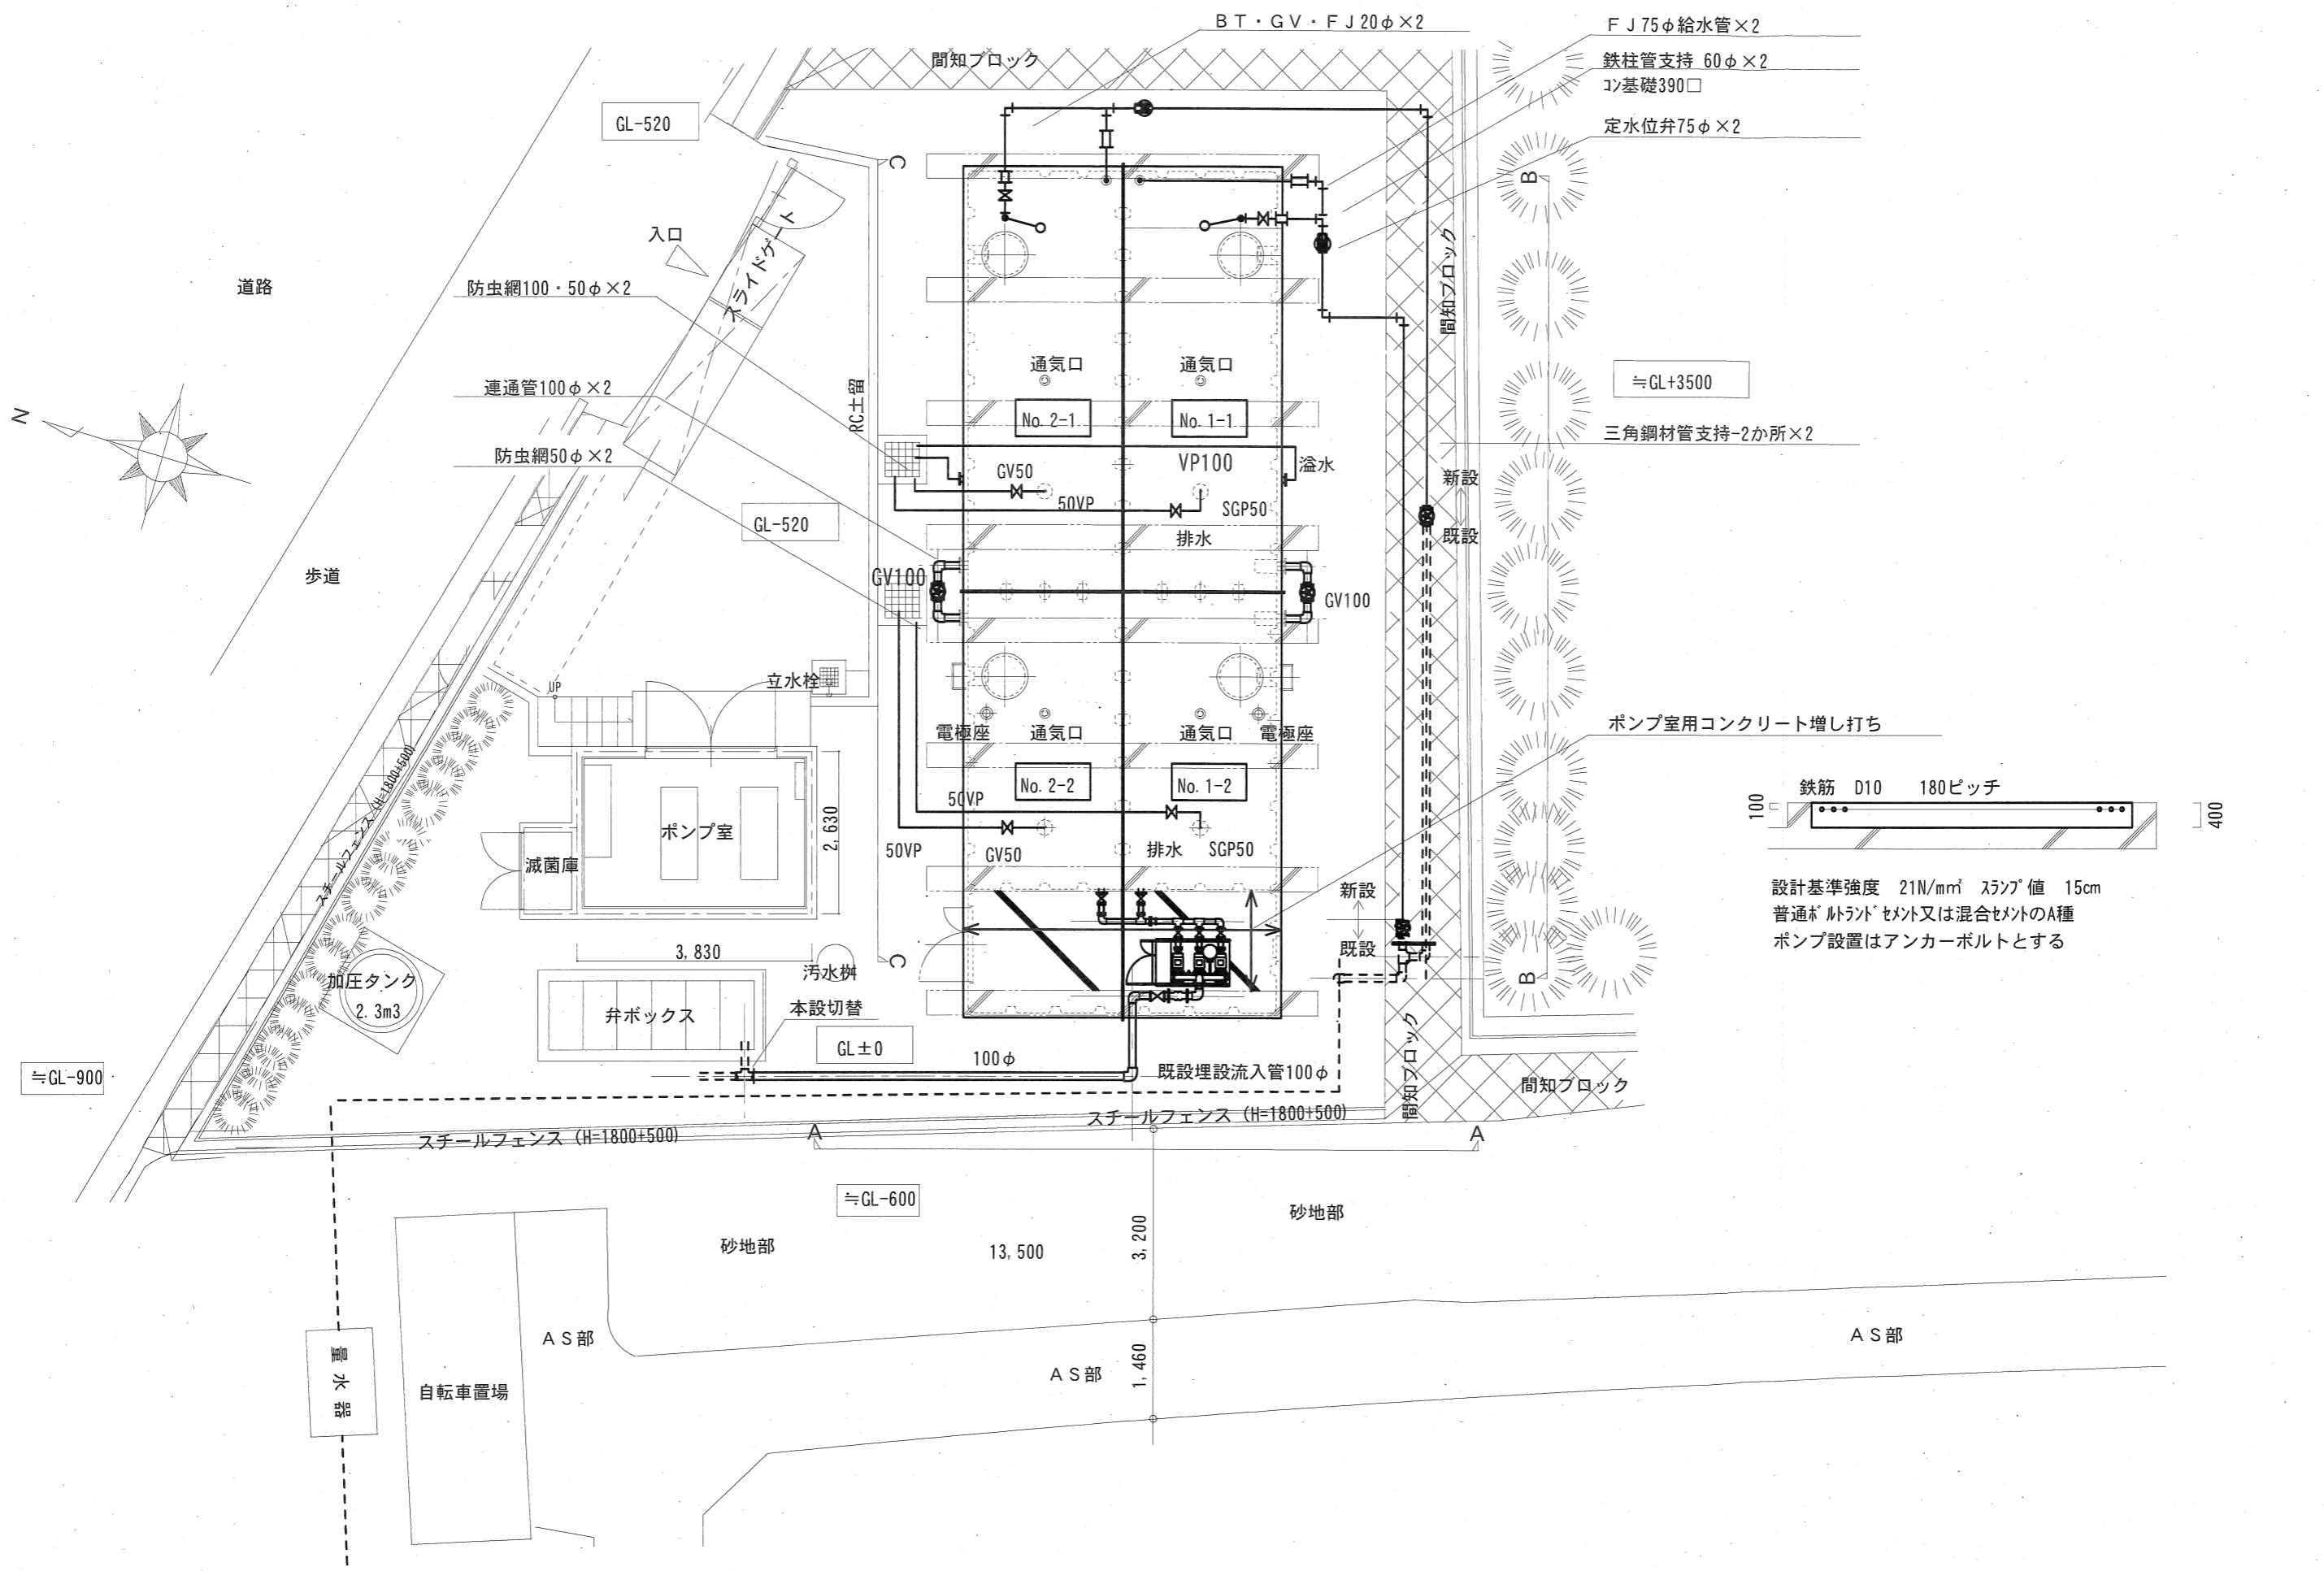 ＢＴ・ＧＶ・ＦＪ20φ×2
ＦＪ75φ給水管×2
間知ブロック
鉄柱管支持 60φ×2
ｺﾝ基礎390□
GL-520
定水位弁75φ×2
C
B
入口
スライドゲート
間知ブロック
道路
防虫網100・50φ×2
通気口
通気口
≒GL+3500
連通管100φ×2
RC土留
No. 2-1
No. 1-1
N
三角鋼材管支持-2か所×2
防虫網50φ×2
GV50
VP100
溢水
新設
50VP
SGP50
GL-520
既設
排水
歩道
GV100
GV100
立水栓
UP
電極座
通気口
通気口
電極座
ポンプ室用コンクリート増し打ち
スチールフェンス (H=1800+500)
No. 2-2
No. 1-2
鉄筋　D10　　180ピッチ
100
400
50VP
ポンプ室
2,630
50VP
GV50
排水
SGP50
滅菌庫
設計基準強度　21N/mm²　ｽﾗﾝﾌﾟ値　15cm
新設
普通ﾎﾟﾙﾄﾗﾝﾄﾞｾﾒﾝﾄ又は混合ｾﾒﾝﾄのA種
既設
ポンプ設置はアンカーボルトとする
3,830
C
汚水桝
加圧タンク
2.3m3
B
弁ボックス
本設切替
GL±0
間知ブロック
100φ
既設埋設流入管100φ
≒GL-900
間知ブロック
スチールフェンス (H=1800+500)
スチールフェンス (H=1800+500)
A
A
≒GL-600
砂地部
砂地部
13,500
3,200
ＡＳ部
ＡＳ部
量水器
ＡＳ部
1,460
自転車置場